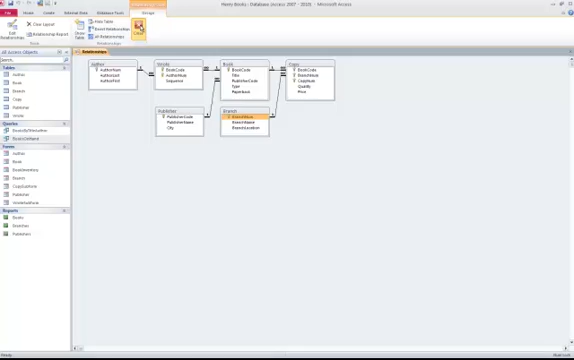 Henry Books - Database (Access 2007 - 2010) - Microsoft Access
File
Home
Create
External Data
Database Tools
Design
Edit
Relationships
Clear Layout
Relationship Report
Show
Table
Hide Table
Direct Relationships
All Relationships
Close
Relationships
All Access Objects
Search...
Tables
Author
Book
Branch
Copy
Publisher
Wrote
Queries
Forms
Author
Book
BookInventory
Branch
Publisher
Reports
Books
Branches
Publishers
Relationships
Author
AuthorNum
AuthorLast
AuthorFirst
Wrote
BookCode
AuthorNum
Sequence
Book
BookCode
Title
PublisherCode
Type
Paperback
Copy
BookCode
BranchNum
CopyNum
Quality
Price
Publisher
PublisherCode
PublisherName
City
Branch
BranchNum
BranchName
BranchLocation
Ready
Num Lock